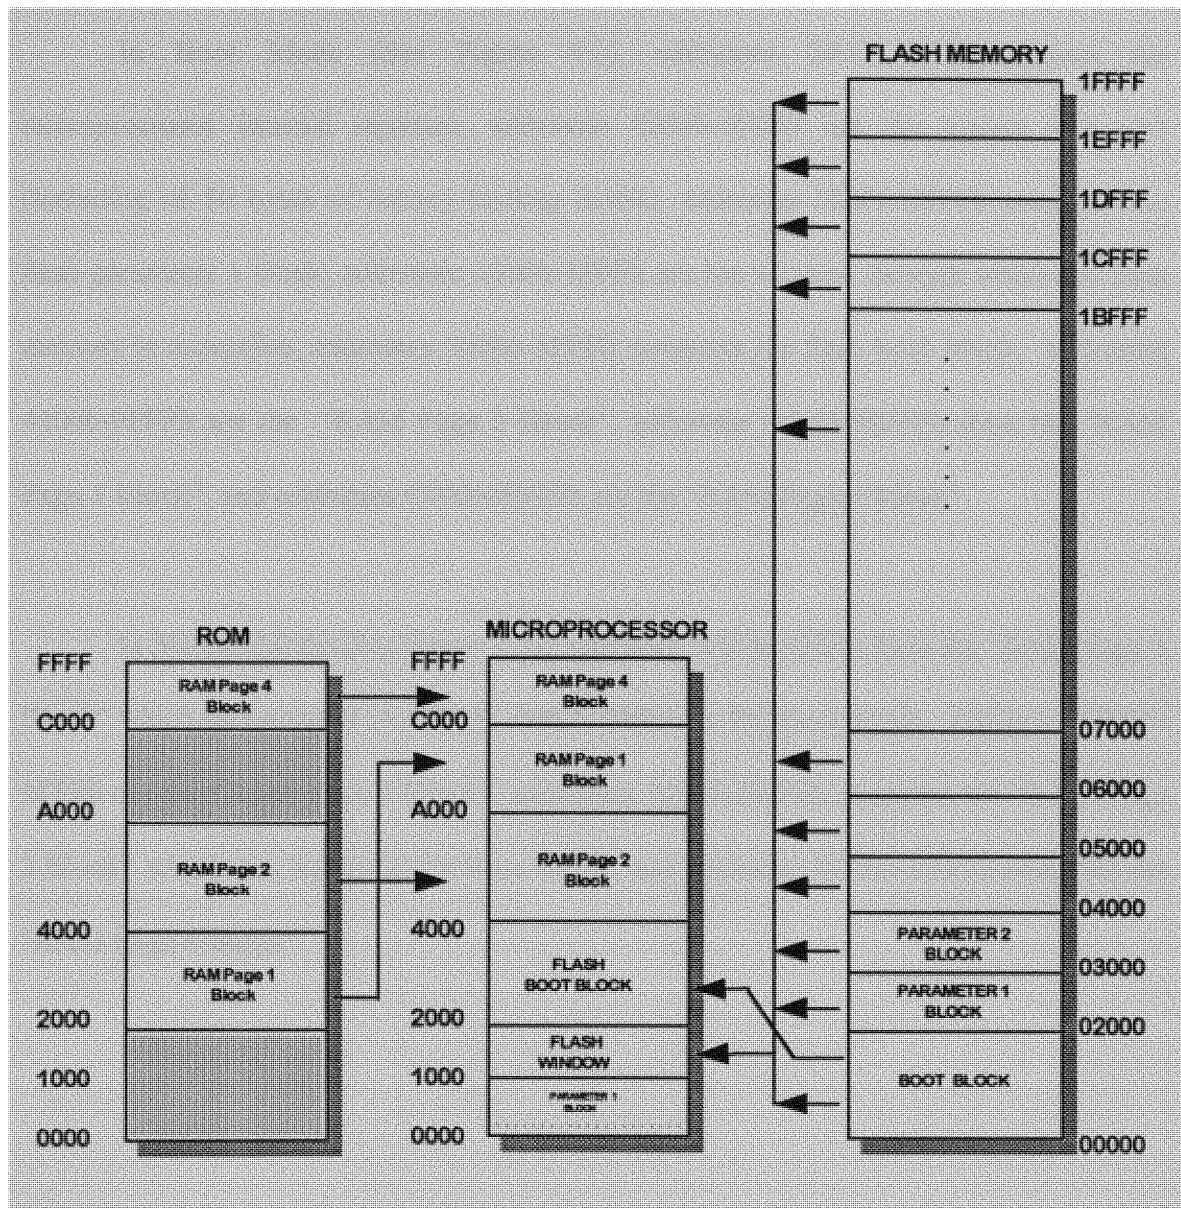 FLASH MEMORY
1FFFF
1EFFF
1DFFF
1CFFF
1BFFF
07000
06000
05000
04000
PARAMETER 2
BLOCK
03000
PARAMETER 1
BLOCK
02000
BOOT BLOCK
00000
ROM
FFFF
RAM Page 4
Block
C000
A000
RAM Page 2
Block
4000
RAM Page 1
Block
2000
1000
0000
MICROPROCESSOR
FFFF
RAM Page 4
Block
C000
RAM Page 1
Block
A000
RAM Page 2
Block
4000
FLASH
BOOT BLOCK
2000
FLASH
WINDOW
1000
PARAMETER 1
BLOCK
0000